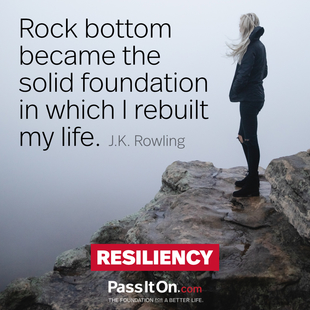 Rock bottom
became the
solid foundation
in which I rebuilt
my life. J.K. Rowling
RESILIENCY
PassItOn.com
THE FOUNDATION FOR A BETTER LIFE.